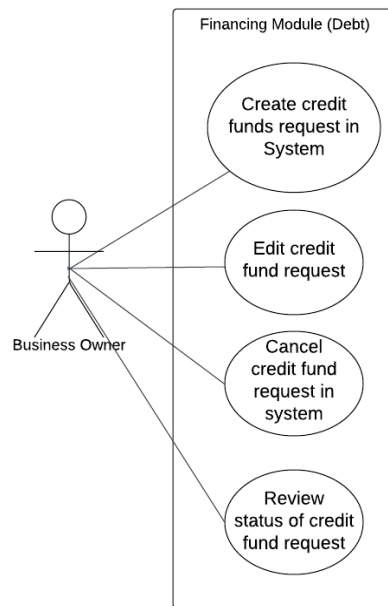 Financing Module (Debt)
Create credit
funds request in
System
Edit credit
fund request
Business Owner
Cancel
credit fund
request in
system
Review
status of credit
fund request